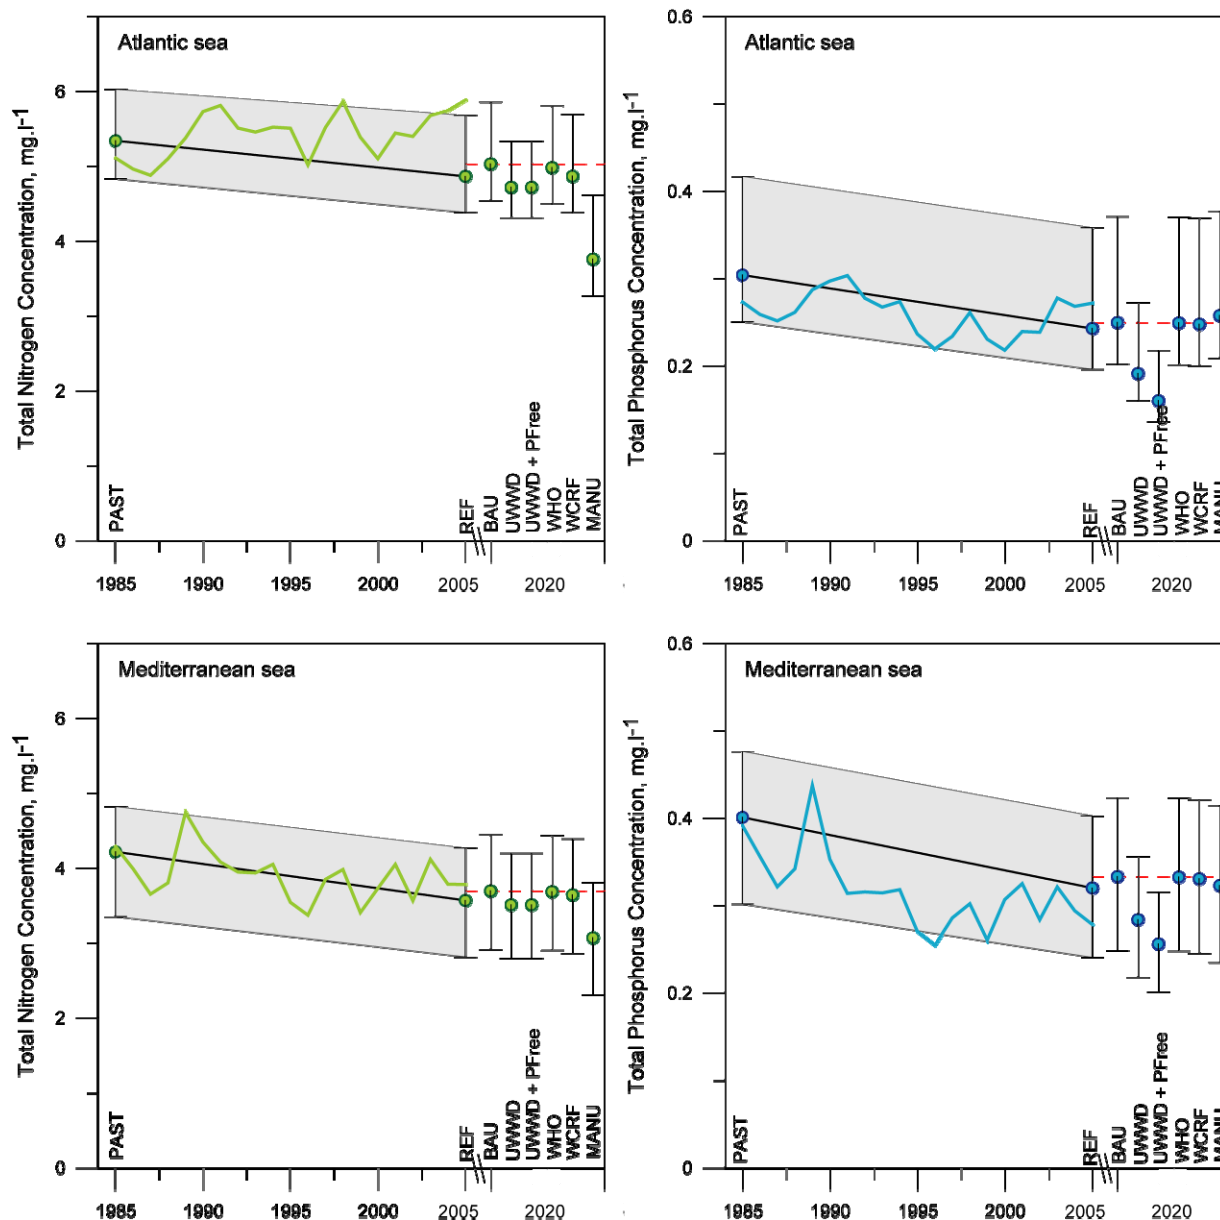 Atlantic sea
Total Nitrogen Concentration, mg.l-1
6
4
2
0
PAST
REF
BAU
UWWD
UWWD + PFree
WHO
WCRF
MANU
1985
1990
1995
2000
2005
2020
Atlantic sea
Total Phosphorus Concentration, mg.l-1
0.6
0.4
0.2
0
PAST
REF
BAU
UWWD
UWWD + PFree
WHO
WCRF
MANU
1985
1990
1995
2000
2005
2020
Mediterranean sea
Total Nitrogen Concentration, mg.l-1
6
4
2
0
PAST
REF
BAU
UWWD
UWWD + PFree
WHO
WCRF
MANU
1985
1990
1995
2000
2005
2020
Mediterranean sea
Total Phosphorus Concentration, mg.l-1
0.6
0.4
0.2
0
PAST
REF
BAU
UWWD
UWWD + PFree
WHO
WCRF
MANU
1985
1990
1995
2000
2005
2020